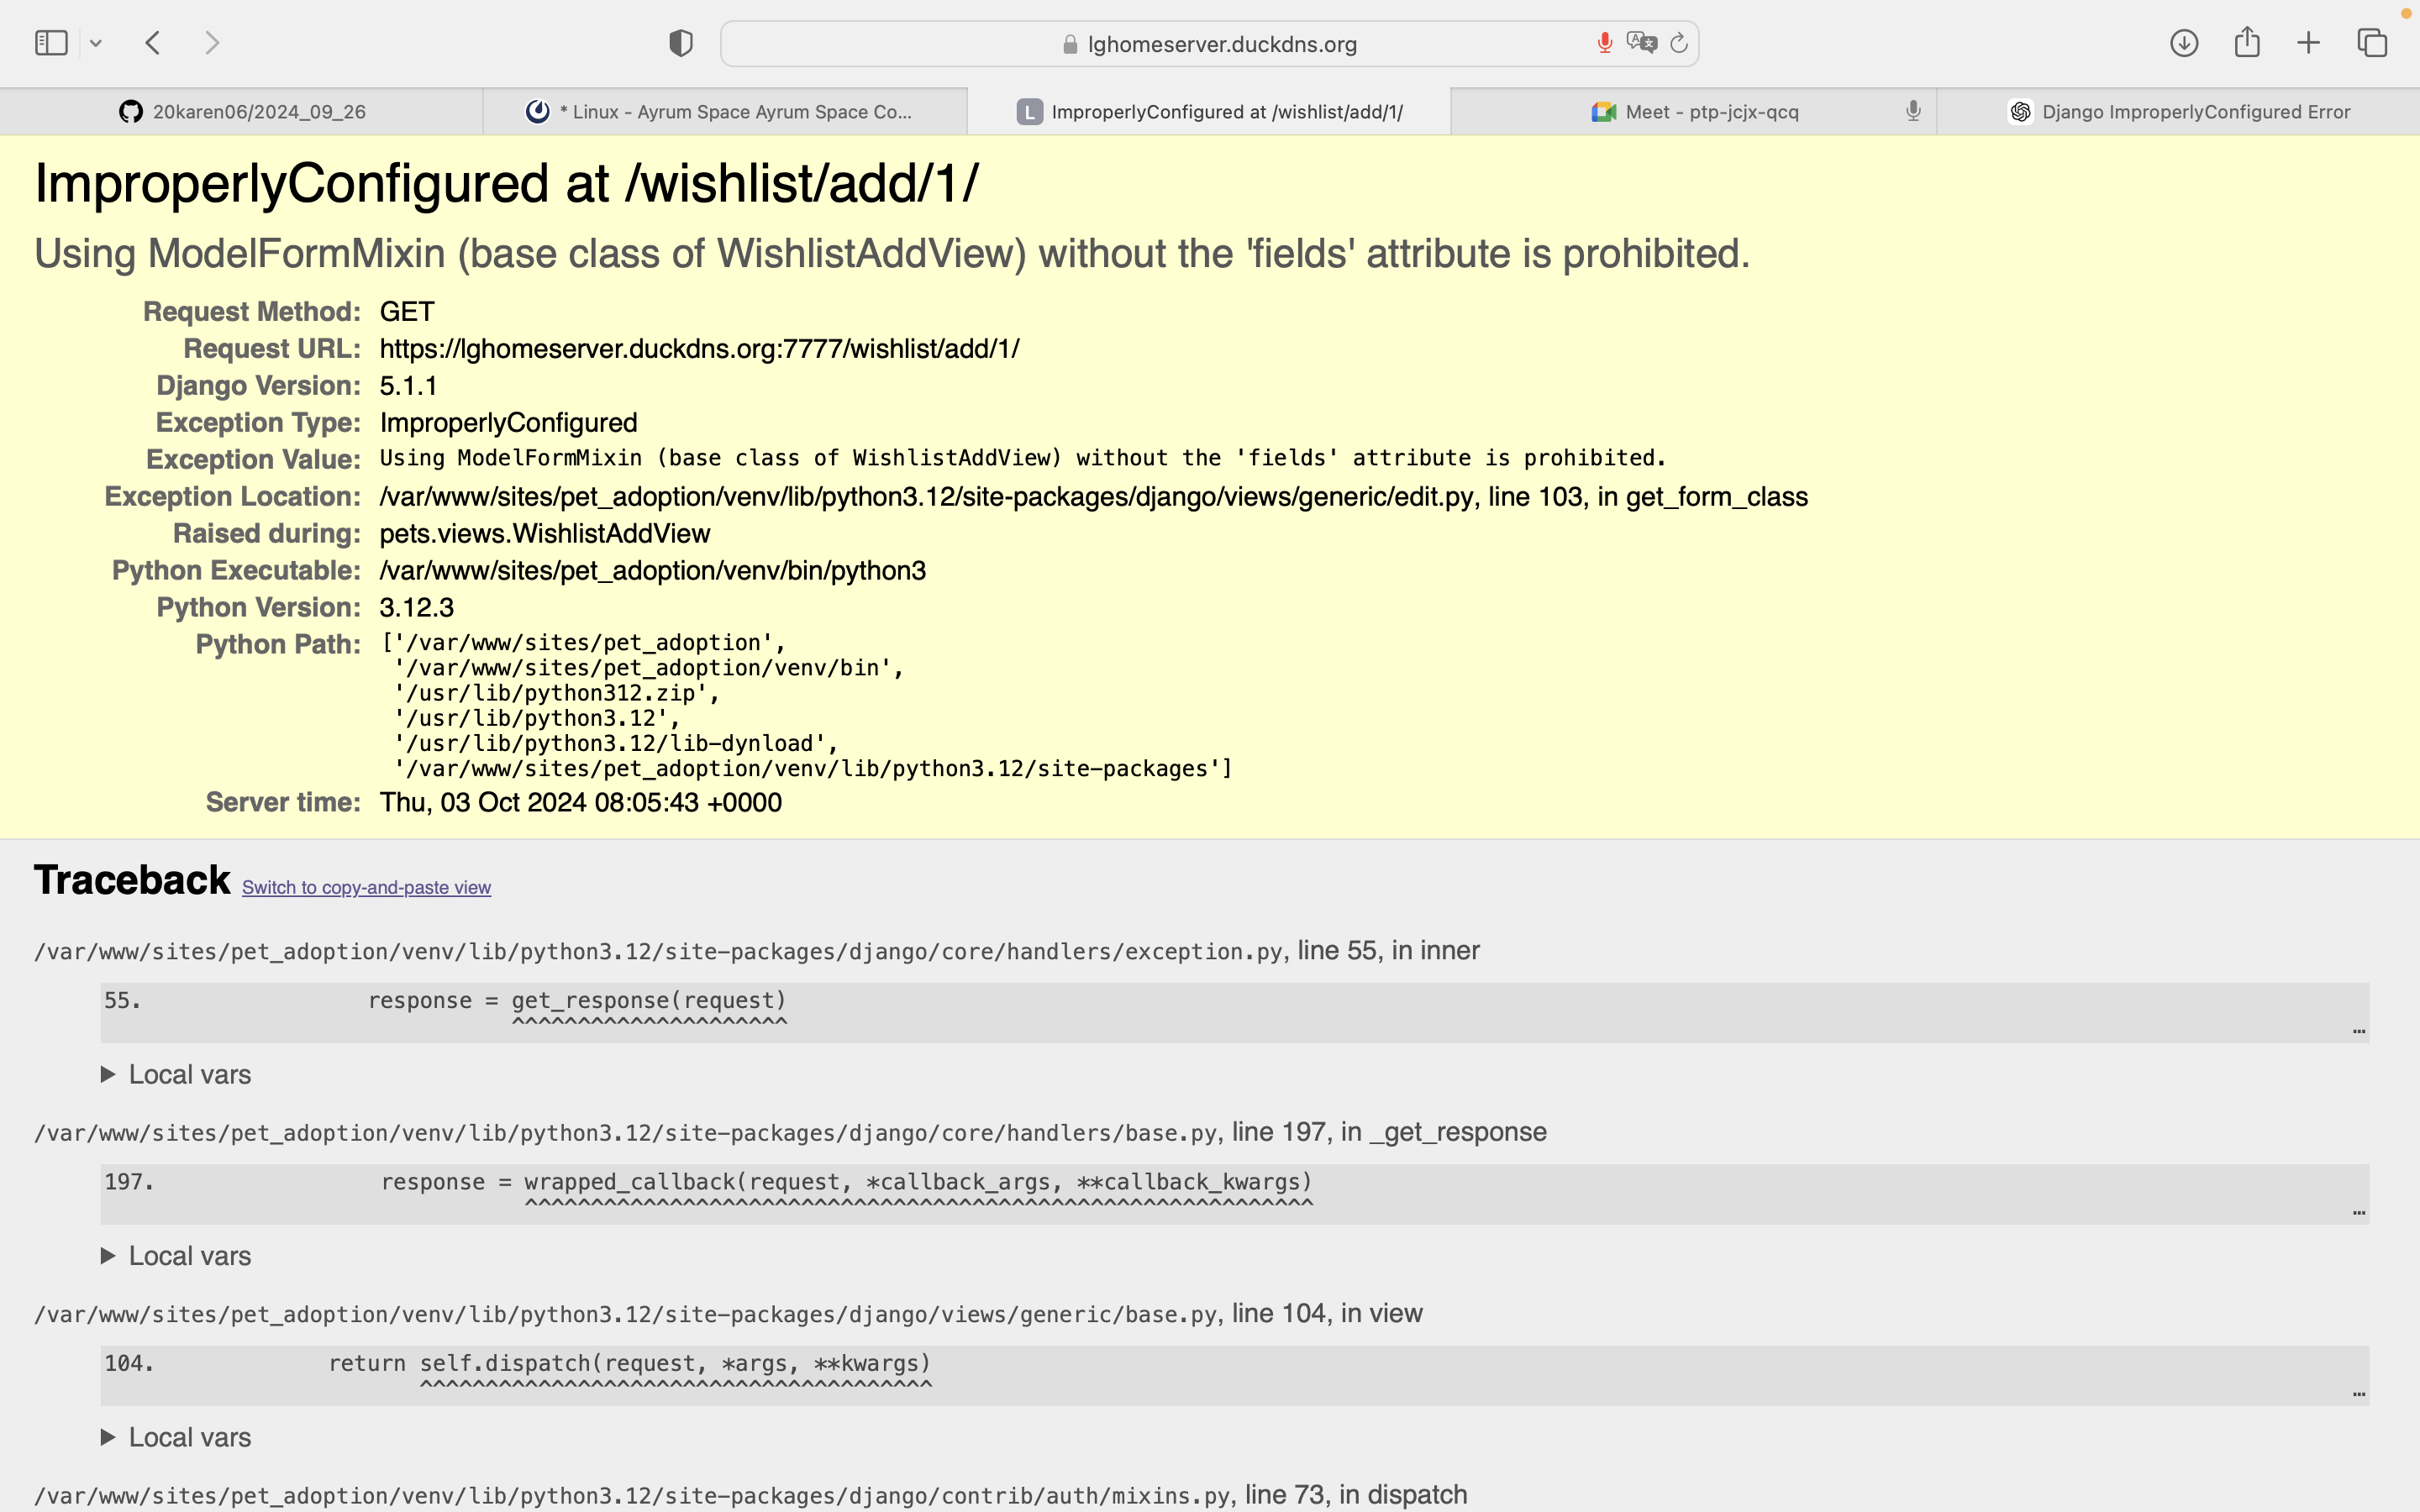 lghomeserver.duckdns.org
20karen06/2024_09_26
* Linux - Ayrum Space Ayrum Space Co...
L ImproperlyConfigured at /wishlist/add/1/
Meet - ptp-jcjx-qcq
Django ImproperlyConfigured Error
ImproperlyConfigured at /wishlist/add/1/
Using ModelFormMixin (base class of WishlistAddView) without the 'fields' attribute is prohibited.
Request Method: GET
Request URL: https://lghomeserver.duckdns.org:7777/wishlist/add/1/
Django Version: 5.1.1
Exception Type: ImproperlyConfigured
Exception Value: Using ModelFormMixin (base class of WishlistAddView) without the 'fields' attribute is prohibited.
Exception Location: /var/www/sites/pet_adoption/venv/lib/python3.12/site-packages/django/views/generic/edit.py, line 103, in get_form_class
Raised during: pets.views.WishlistAddView
Python Executable: /var/www/sites/pet_adoption/venv/bin/python3
Python Version: 3.12.3
Python Path: ['/var/www/sites/pet_adoption',
'/var/www/sites/pet_adoption/venv/bin',
'/usr/lib/python312.zip',
'/usr/lib/python3.12',
'/usr/lib/python3.12/lib-dynload',
'/var/www/sites/pet_adoption/venv/lib/python3.12/site-packages']
Server time: Thu, 03 Oct 2024 08:05:43 +0000
Traceback Switch to copy-and-paste view
/var/www/sites/pet_adoption/venv/lib/python3.12/site-packages/django/core/handlers/exception.py, line 55, in inner
55. response = get_response(request)
^^^^^^^^^^^^^^^^^^^^^
…
Local vars
/var/www/sites/pet_adoption/venv/lib/python3.12/site-packages/django/core/handlers/base.py, line 197, in _get_response
197. response = wrapped_callback(request, *callback_args, **callback_kwargs)
^^^^^^^^^^^^^^^^^^^^^^^^^^^^^^^^^^^^^^^^^^^^^^^^^^^^^^^^^^^^
…
Local vars
/var/www/sites/pet_adoption/venv/lib/python3.12/site-packages/django/views/generic/base.py, line 104, in view
104. return self.dispatch(request, *args, **kwargs)
^^^^^^^^^^^^^^^^^^^^^^^^^^^^^^^^^^^^^^^
…
Local vars
/var/www/sites/pet_adoption/venv/lib/python3.12/site-packages/django/contrib/auth/mixins.py, line 73, in dispatch